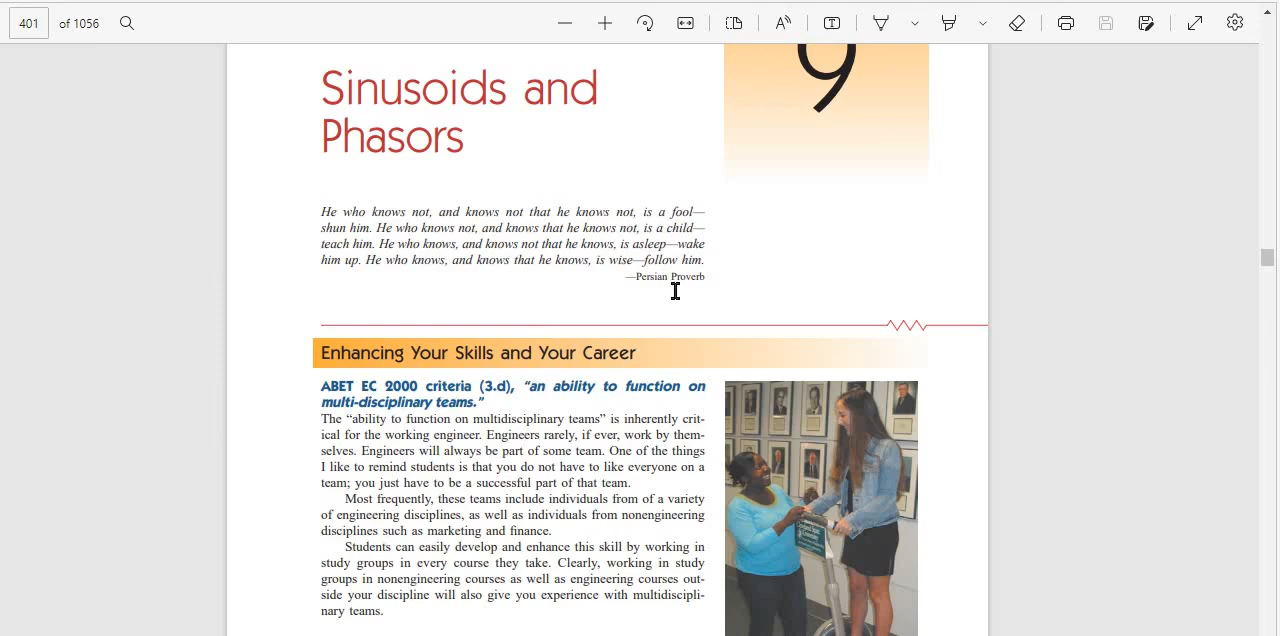 401 of 1056
9
Sinusoids and
Phasors
He who knows not, and knows not that he knows not, is a fool—
shun him. He who knows not, and knows that he knows not, is a child—
teach him. He who knows, and knows not that he knows, is asleep—wake
him up. He who knows, and knows that he knows, is wise—follow him.
—Persian Proverb
Enhancing Your Skills and Your Career
ABET EC 2000 criteria (3.d), “an ability to function on
multi-disciplinary teams.”
The “ability to function on multidisciplinary teams” is inherently crit-
ical for the working engineer. Engineers rarely, if ever, work by them-
selves. Engineers will always be part of some team. One of the things
I like to remind students is that you do not have to like everyone on a
team; you just have to be a successful part of that team.
Most frequently, these teams include individuals from of a variety
of engineering disciplines, as well as individuals from nonengineering
disciplines such as marketing and finance.
Students can easily develop and enhance this skill by working in
study groups in every course they take. Clearly, working in study
groups in nonengineering courses as well as engineering courses out-
side your discipline will also give you experience with multidiscipli-
nary teams.